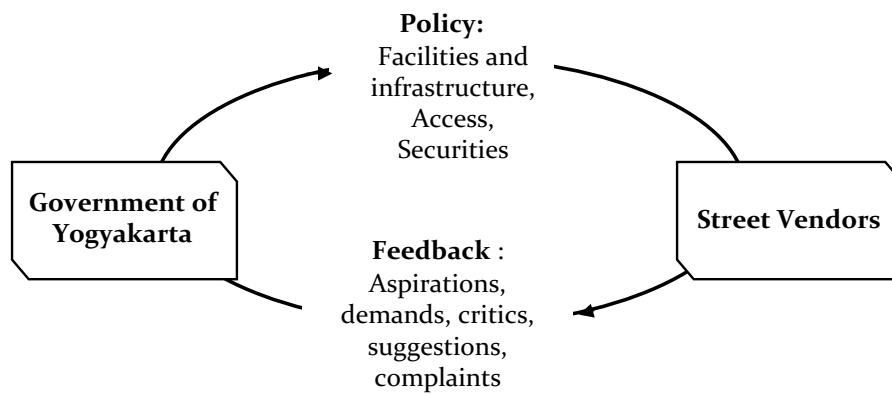 Policy:
Facilities and
infrastructure,
Access,
Securities
Government of
Yogyakarta
Street Vendors
Feedback :
Aspirations,
demands, critics,
suggestions,
complaints